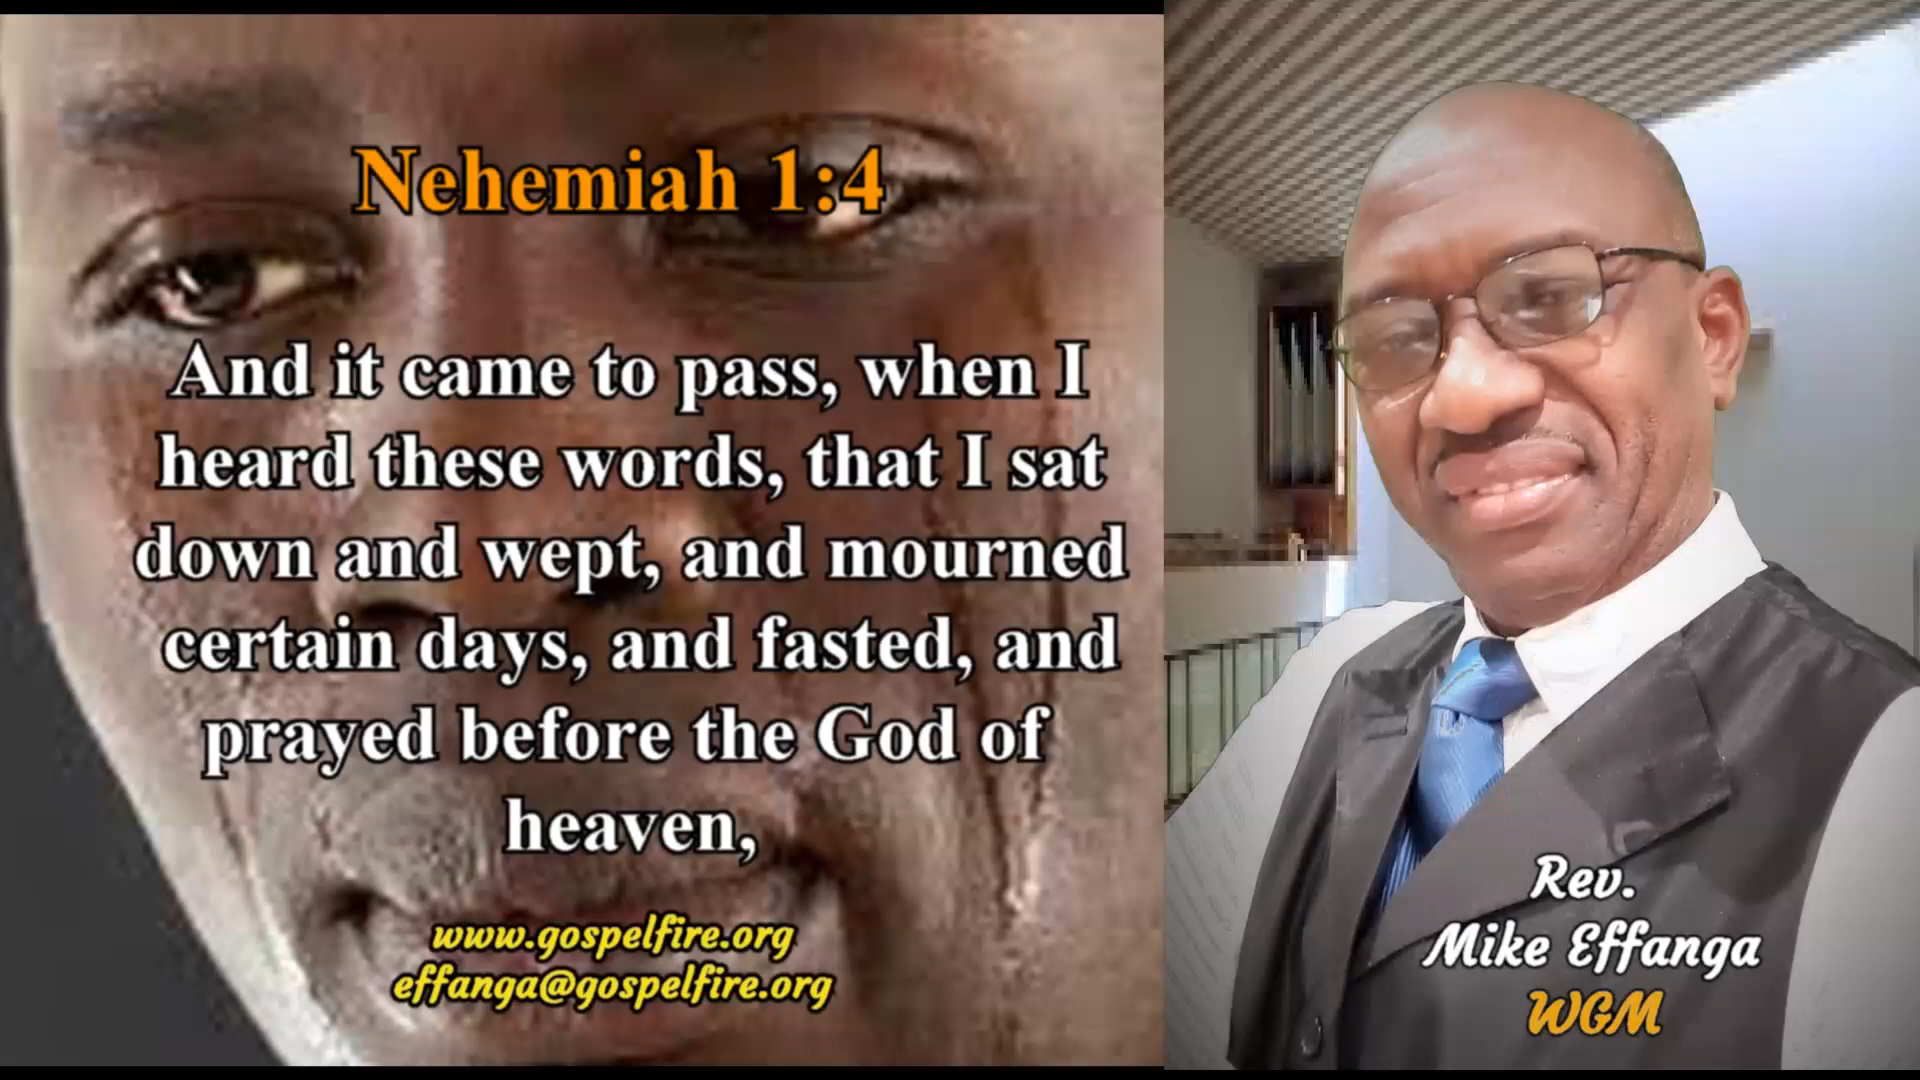 Nehemiah 1:4
And it came to pass, when I
heard these words, that I sat
down and wept, and mourned
certain days, and fasted, and
prayed before the God of
heaven,
www.gospelfire.org
effanga@gospelfire.org
Rev.
Mike Effanga
WGM